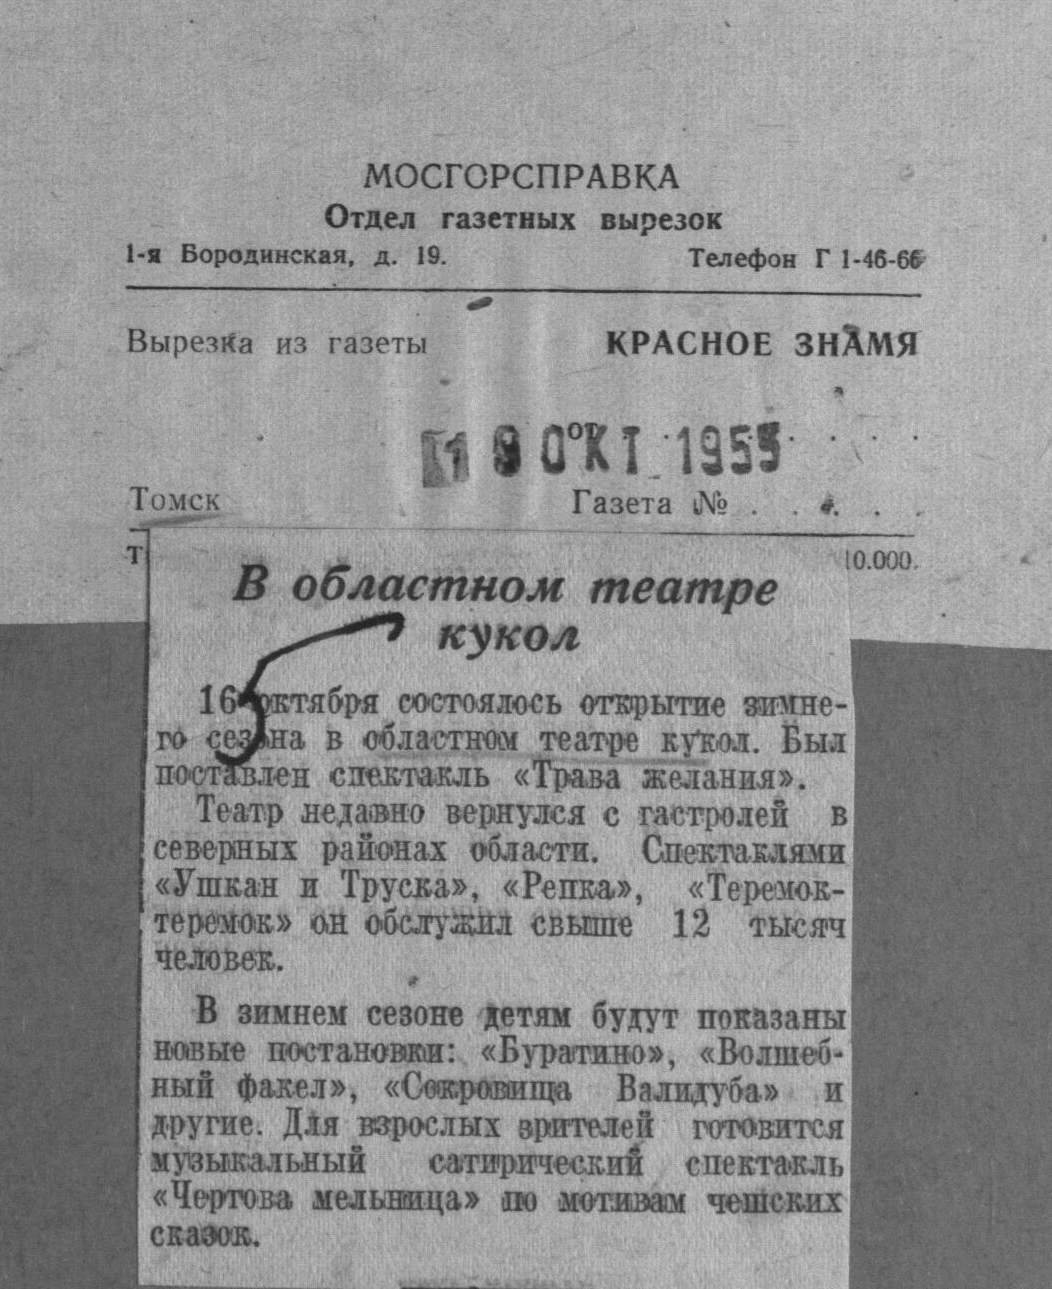 МОСГОРСПРАВКА
Отдел газетных вырезок
1-я Бородинская, д. 19. Телефон Г 1-46-66
Вырезка из газеты КРАСНОЕ ЗНАМЯ
от
19 ОКТ 1955
Томск Газета № . . . . .
Т 10.000.
В областном театре
кукол
16 октября состоялось открытие зимне-
го сезона в областном театре кукол. Был
поставлен спектакль «Трава желания».
Театр недавно вернулся с гастролей в
северных районах области. Спектаклями
«Ушкан и Труска», «Репка», «Теремок-
теремок» он обслужил свыше 12 тысяч
человек.
В зимнем сезоне детям будут показаны
новые постановки: «Буратино», «Волшеб-
ный факел», «Сокровища Валидуба» и
другие. Для взрослых зрителей готовится
музыкальный сатирический спектакль
«Чертова мельница» по мотивам чешских
сказок.